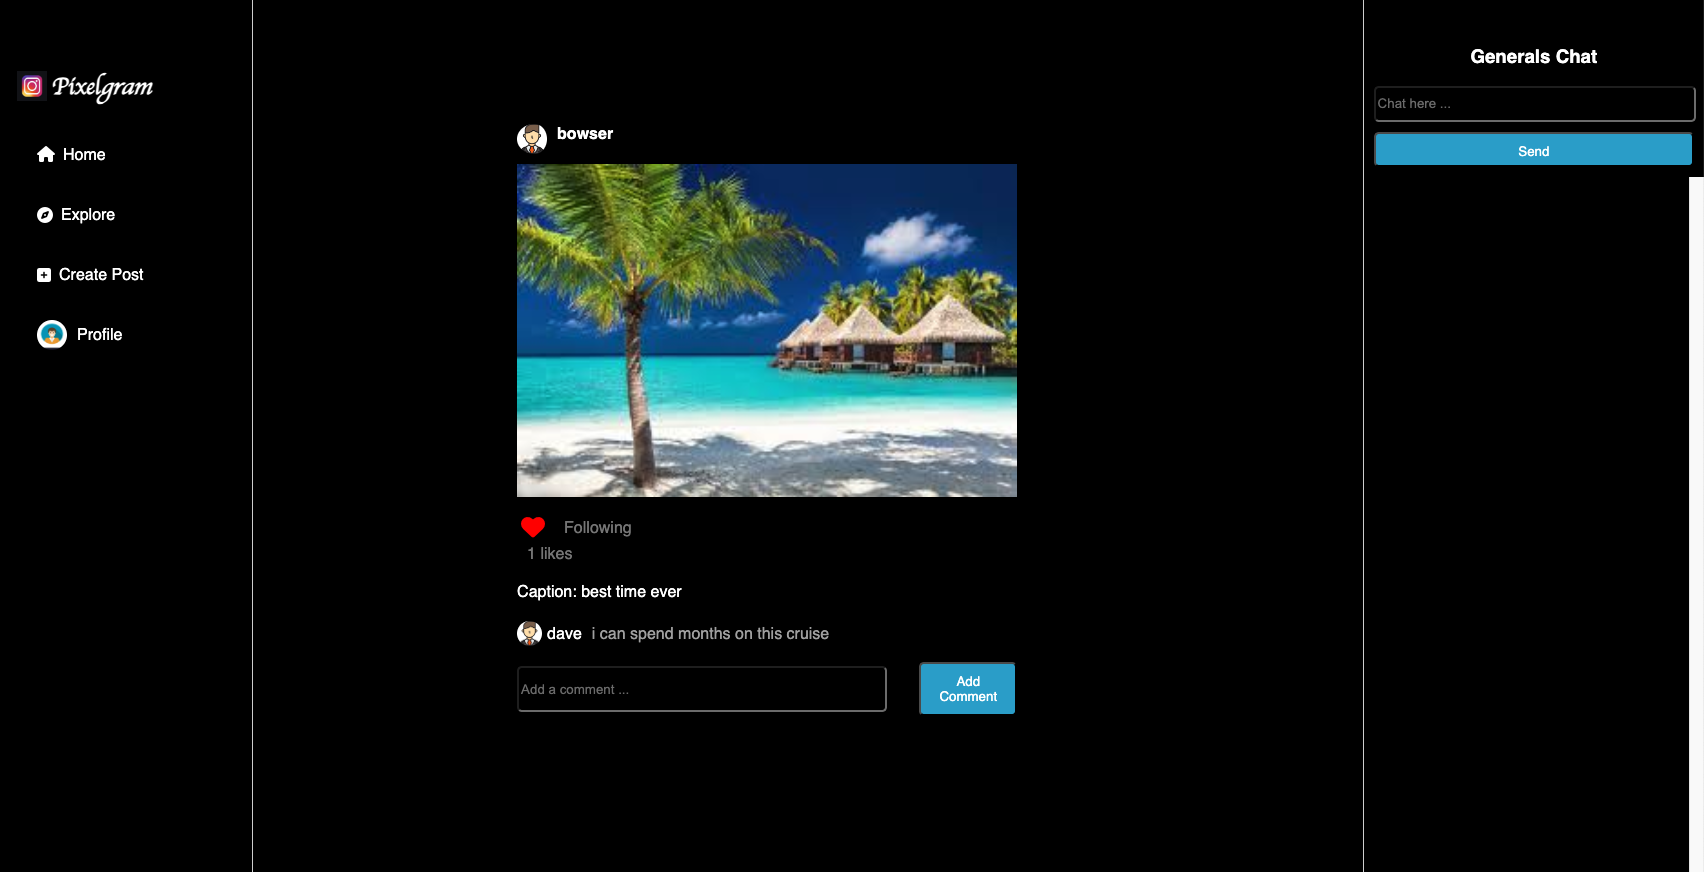 Pixelgram
Home
Explore
Create Post
Profile
bowser
Following
1 likes
Caption: best time ever
dave i can spend months on this cruise
Add a comment ...
Add
Comment
Generals Chat
Chat here ...
Send